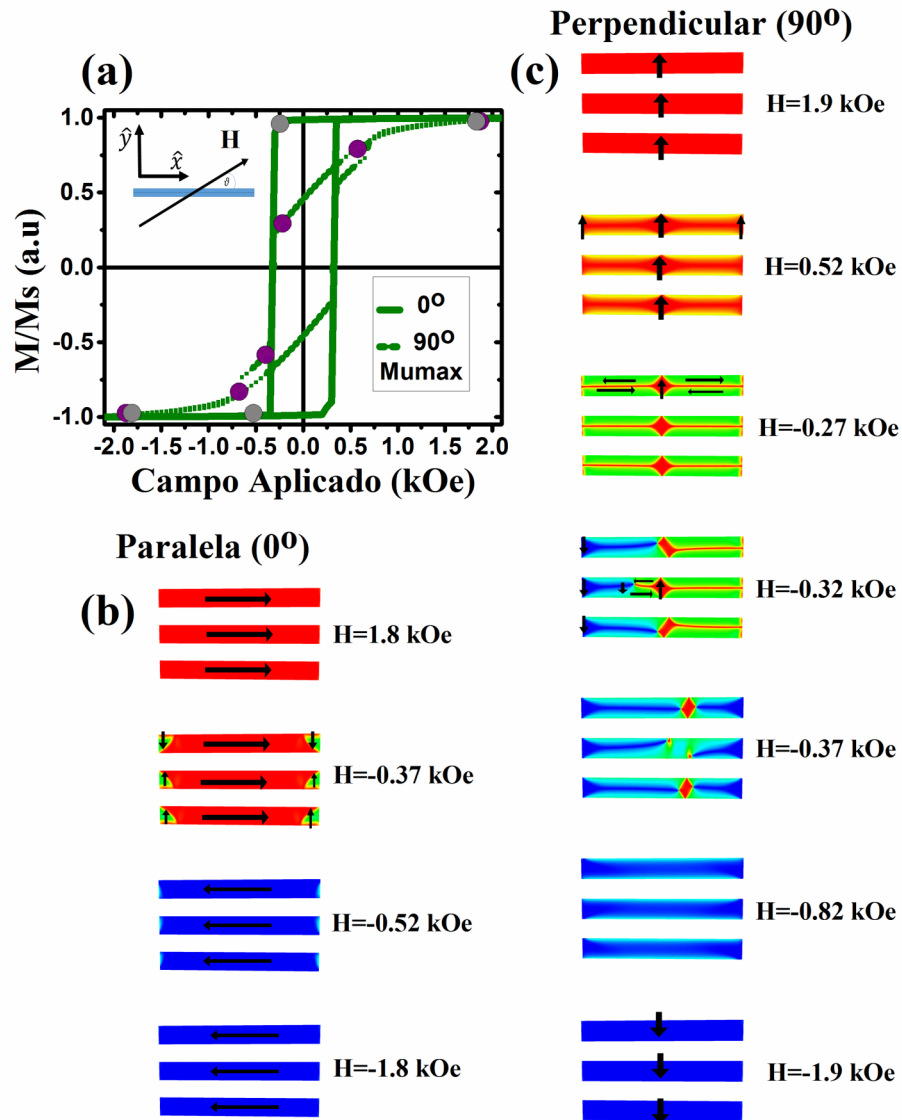 Perpendicular (90º)
(a)
(c)
1.0
0.5
0.0
-0.5
-1.0
M/Ms (a.u)
ŷ
x̂
H
ϑ
0º
90º
Mumax
-2.0 -1.5 -1.0 -0.5 0.0 0.5 1.0 1.5 2.0
Campo Aplicado (kOe)
H=1.9 kOe
H=0.52 kOe
H=-0.27 kOe
H=-0.32 kOe
H=-0.37 kOe
H=-0.82 kOe
H=-1.9 kOe
Paralela (0º)
(b)
H=1.8 kOe
H=-0.37 kOe
H=-0.52 kOe
H=-1.8 kOe